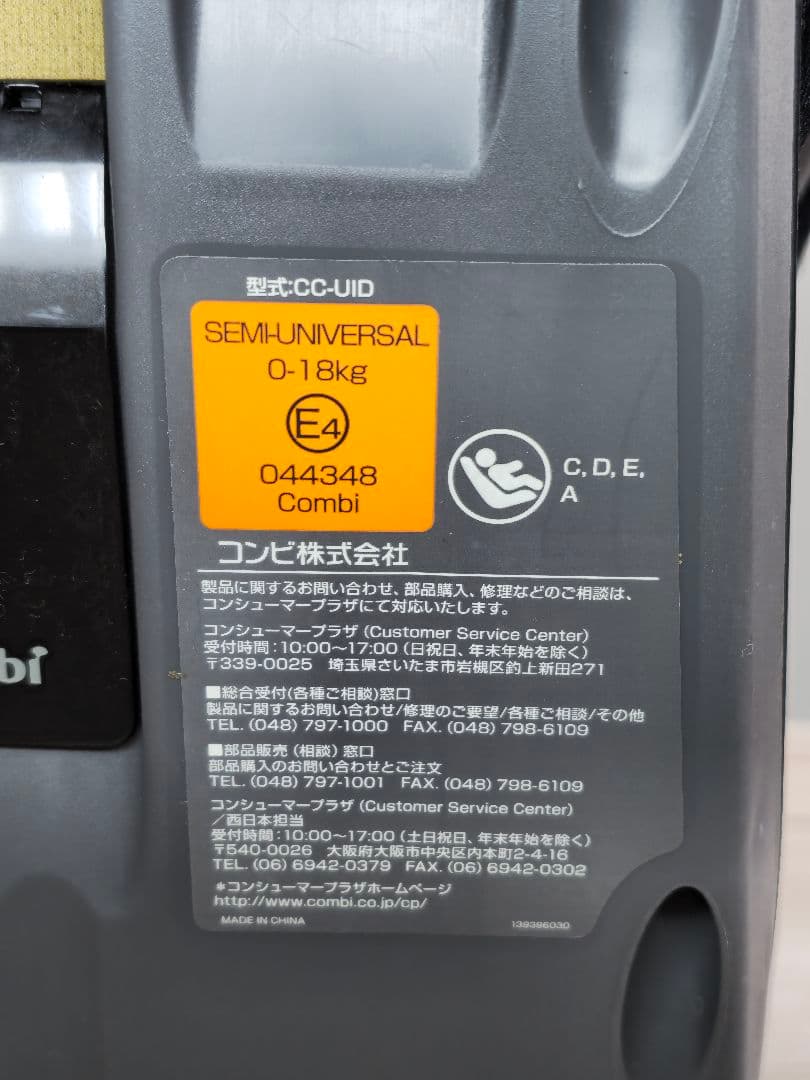 型式:CC-UID
SEMI-UNIVERSAL
0-18kg
E4
044348
Combi
C, D, E,
A
コンビ株式会社
製品に関するお問い合わせ、部品購入、修理などのご相談は、
コンシューマープラザにて対応いたします。
コンシューマープラザ (Customer Service Center)
受付時間：10:00～17:00 (日祝日、年末年始を除く)
〒339-0025 埼玉県さいたま市岩槻区釣上新田271
■総合受付(各種ご相談)窓口
製品に関するお問い合わせ/修理のご要望/各種ご相談/その他
TEL. (048) 797-1000 FAX. (048) 798-6109
■部品販売 (相談) 窓口
部品購入のお問い合わせとご注文
TEL. (048) 797-1001 FAX. (048) 798-6109
コンシューマープラザ (Customer Service Center)
／西日本担当
受付時間：10:00～17:00 (土日祝日、年末年始を除く)
〒540-0026 大阪府大阪市中央区内本町2-4-16
TEL. (06) 6942-0379 FAX. (06) 6942-0302
＊コンシューマープラザホームページ
http://www.combi.co.jp/cp/
MADE IN CHINA
139396030
bi